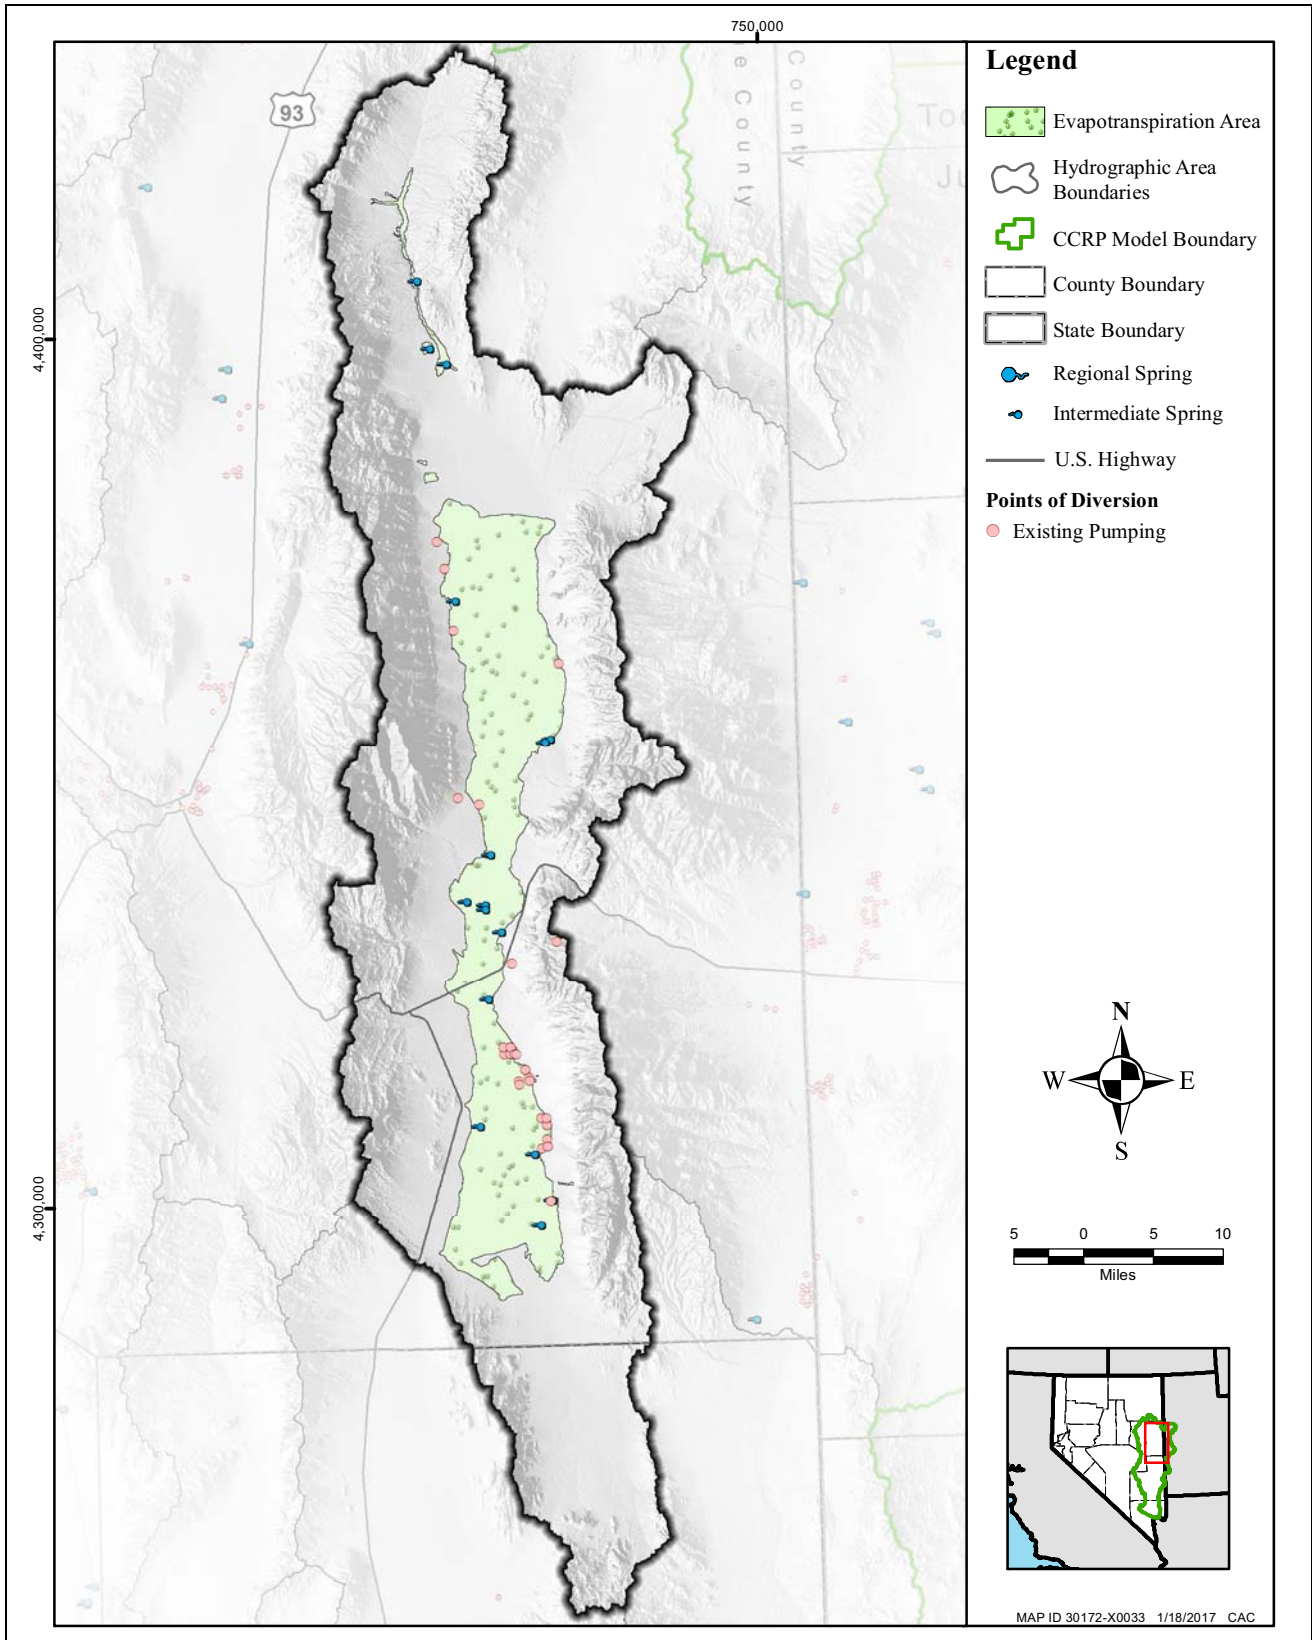 750,000
93
e County
County
Too
Ju
4,400,000
4,300,000
Legend
Evapotranspiration Area
Hydrographic Area
Boundaries
CCRP Model Boundary
County Boundary
State Boundary
Regional Spring
Intermediate Spring
U.S. Highway
Points of Diversion
Existing Pumping
N
W
E
S
5 0 5 10
Miles
MAP ID 30172-X0033 1/18/2017 CAC